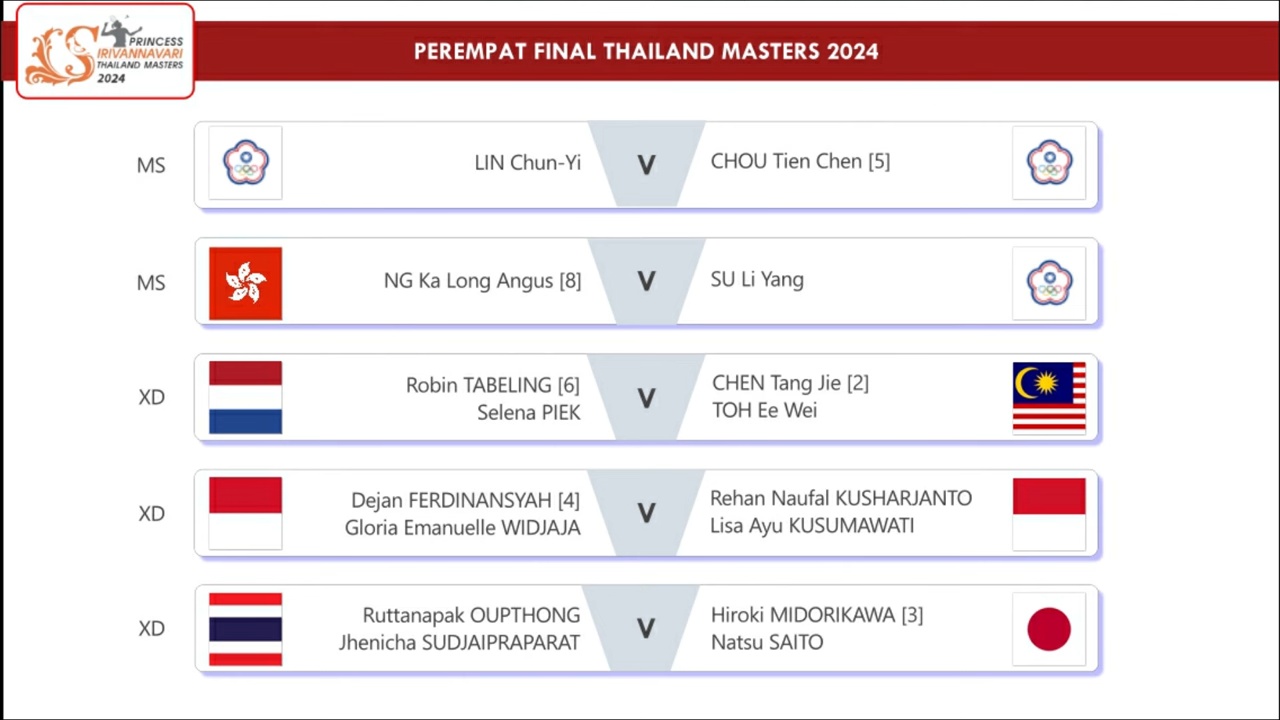 PRINCESS
SIRIVANNAVARI
THAILAND MASTERS
2024
PEREMPAT FINAL THAILAND MASTERS 2024
MS
LIN Chun-Yi
V
CHOU Tien Chen [5]
MS
NG Ka Long Angus [8]
V
SU Li Yang
XD
Robin TABELING [6]
Selena PIEK
V
CHEN Tang Jie [2]
TOH Ee Wei
XD
Dejan FERDINANSYAH [4]
Gloria Emanuelle WIDJAJA
V
Rehan Naufal KUSHARJANTO
Lisa Ayu KUSUMAWATI
XD
Ruttanapak OUPTHONG
Jhenicha SUDJAIPRAPARAT
V
Hiroki MIDORIKAWA [3]
Natsu SAITO